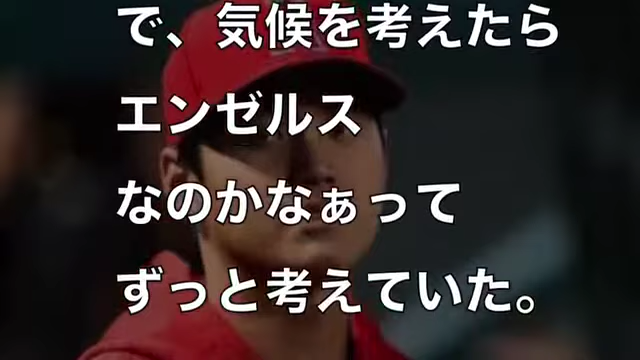 で、気候を考えたら
エンゼルス
なのかなぁって
ずっと考えていた。